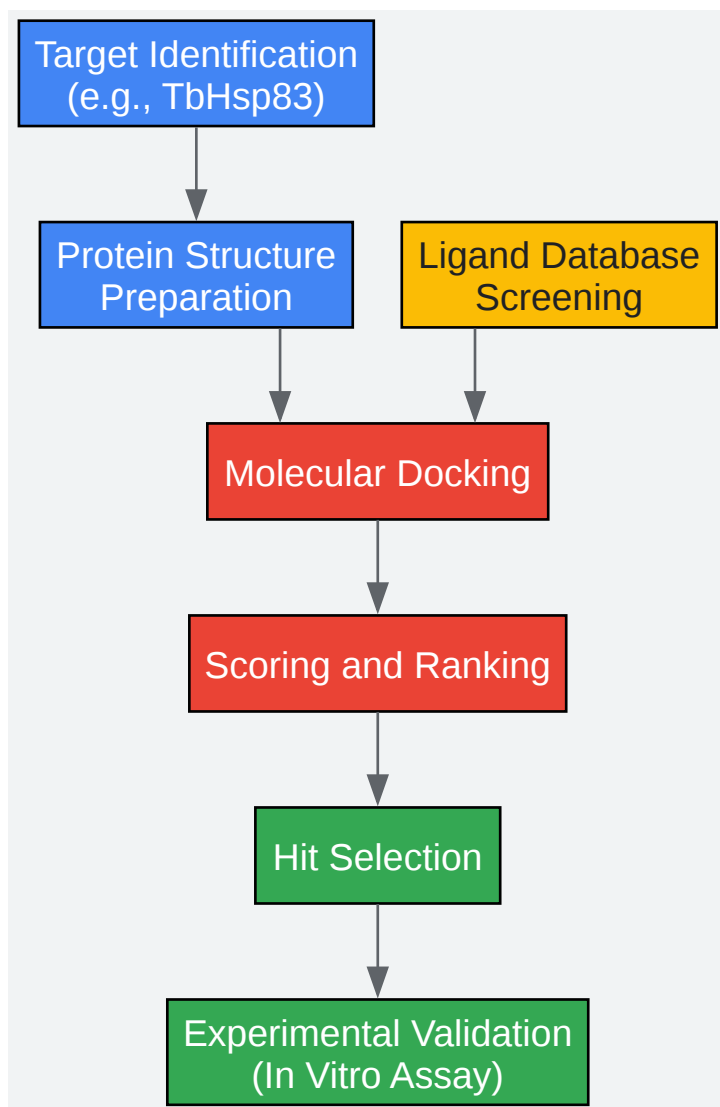 Target Identification
(e.g., TbHsp83)
Protein Structure
Preparation
Ligand Database
Screening
Molecular Docking
Scoring and Ranking
Hit Selection
Experimental Validation
(In Vitro Assay)